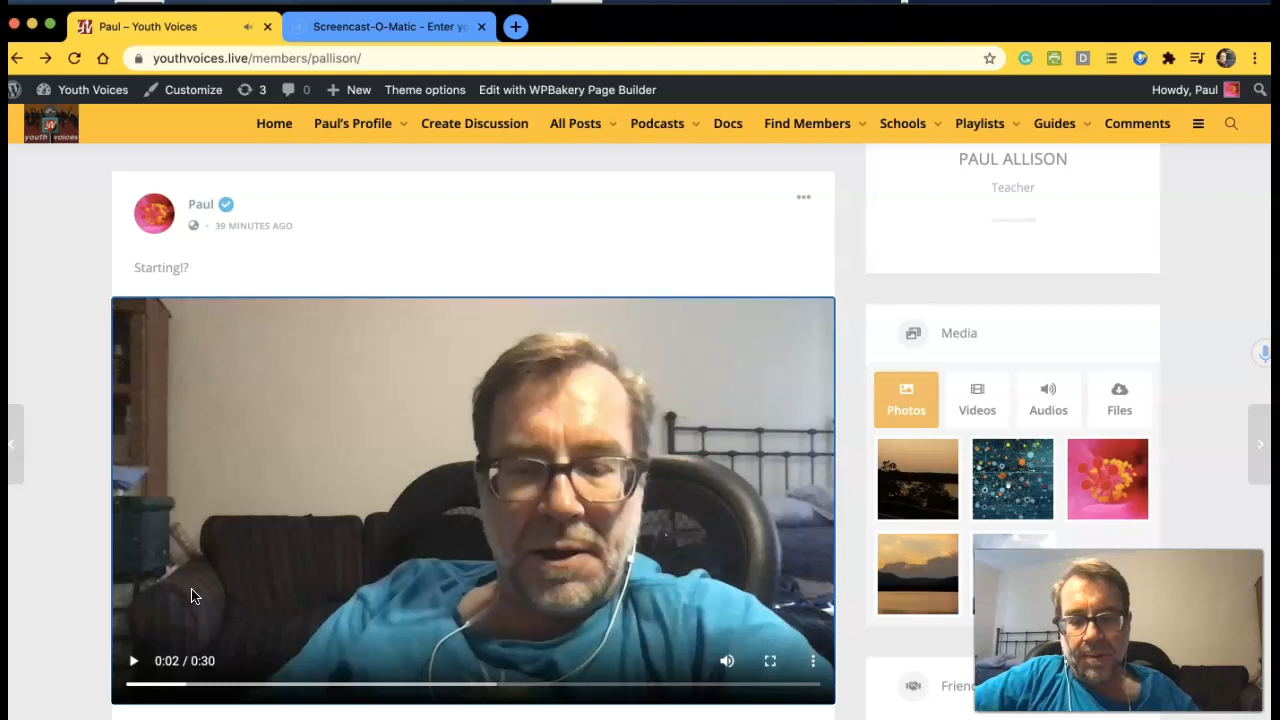 Paul – Youth Voices
Screencast-O-Matic - Enter yo
youthvoices.live/members/pallison/
Youth Voices Customize 3 0 New Theme options Edit with WPBakery Page Builder Howdy, Paul
youth voices Home Paul's Profile Create Discussion All Posts Podcasts Docs Find Members Schools Playlists Guides Comments
PAUL ALLISON
Teacher
Paul
39 MINUTES AGO
Starting!?
Media
Photos Videos Audios Files
0:02 / 0:30
Frien